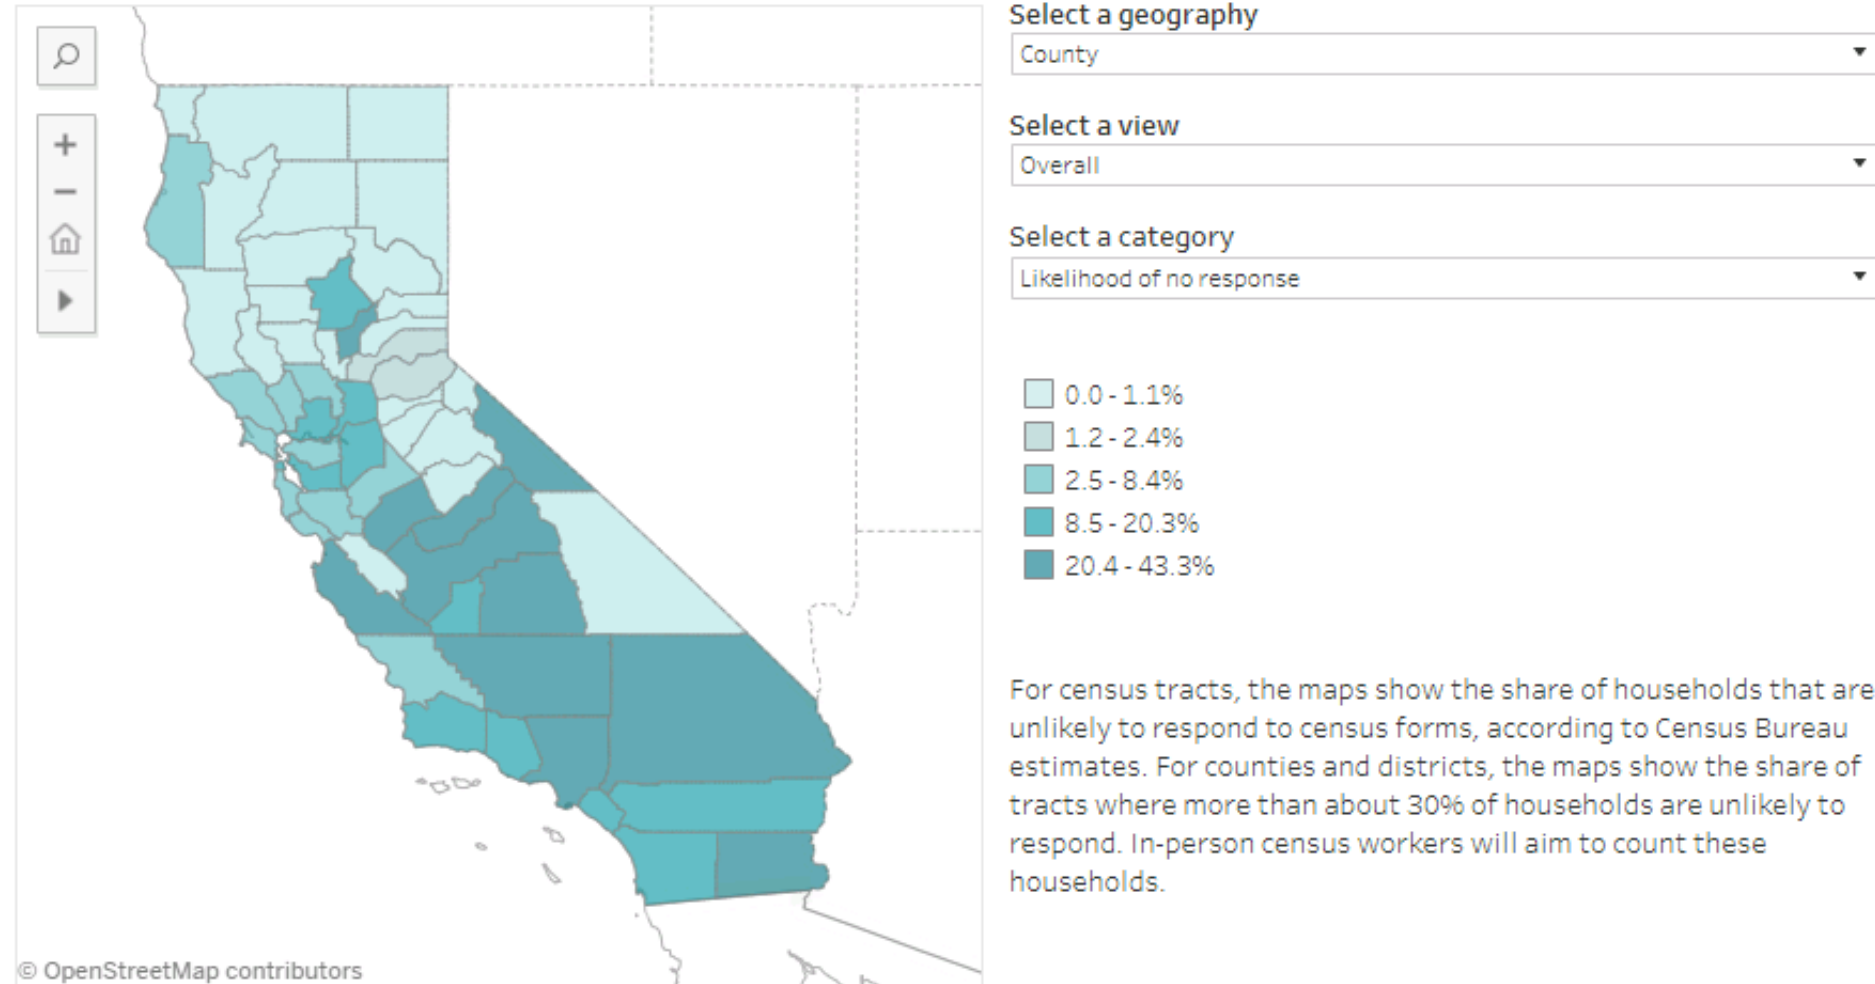 Select a geography
County
Select a view
Overall
Select a category
Likelihood of no response
0.0 - 1.1%
1.2 - 2.4%
2.5 - 8.4%
8.5 - 20.3%
20.4 - 43.3%
For census tracts, the maps show the share of households that are
unlikely to respond to census forms, according to Census Bureau
estimates. For counties and districts, the maps show the share of
tracts where more than about 30% of households are unlikely to
respond. In-person census workers will aim to count these
households.
© OpenStreetMap contributors